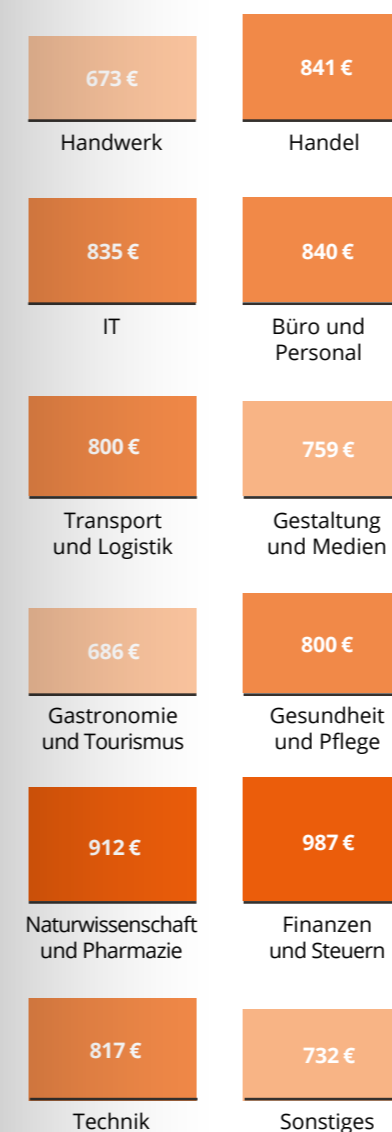 673 €
Handwerk
841 €
Handel
835 €
IT
840 €
Büro und
Personal
800 €
Transport
und Logistik
759 €
Gestaltung
und Medien
686 €
Gastronomie
und Tourismus
800 €
Gesundheit
und Pflege
912 €
Naturwissenschaft
und Pharmazie
987 €
Finanzen
und Steuern
817 €
Technik
732 €
Sonstiges